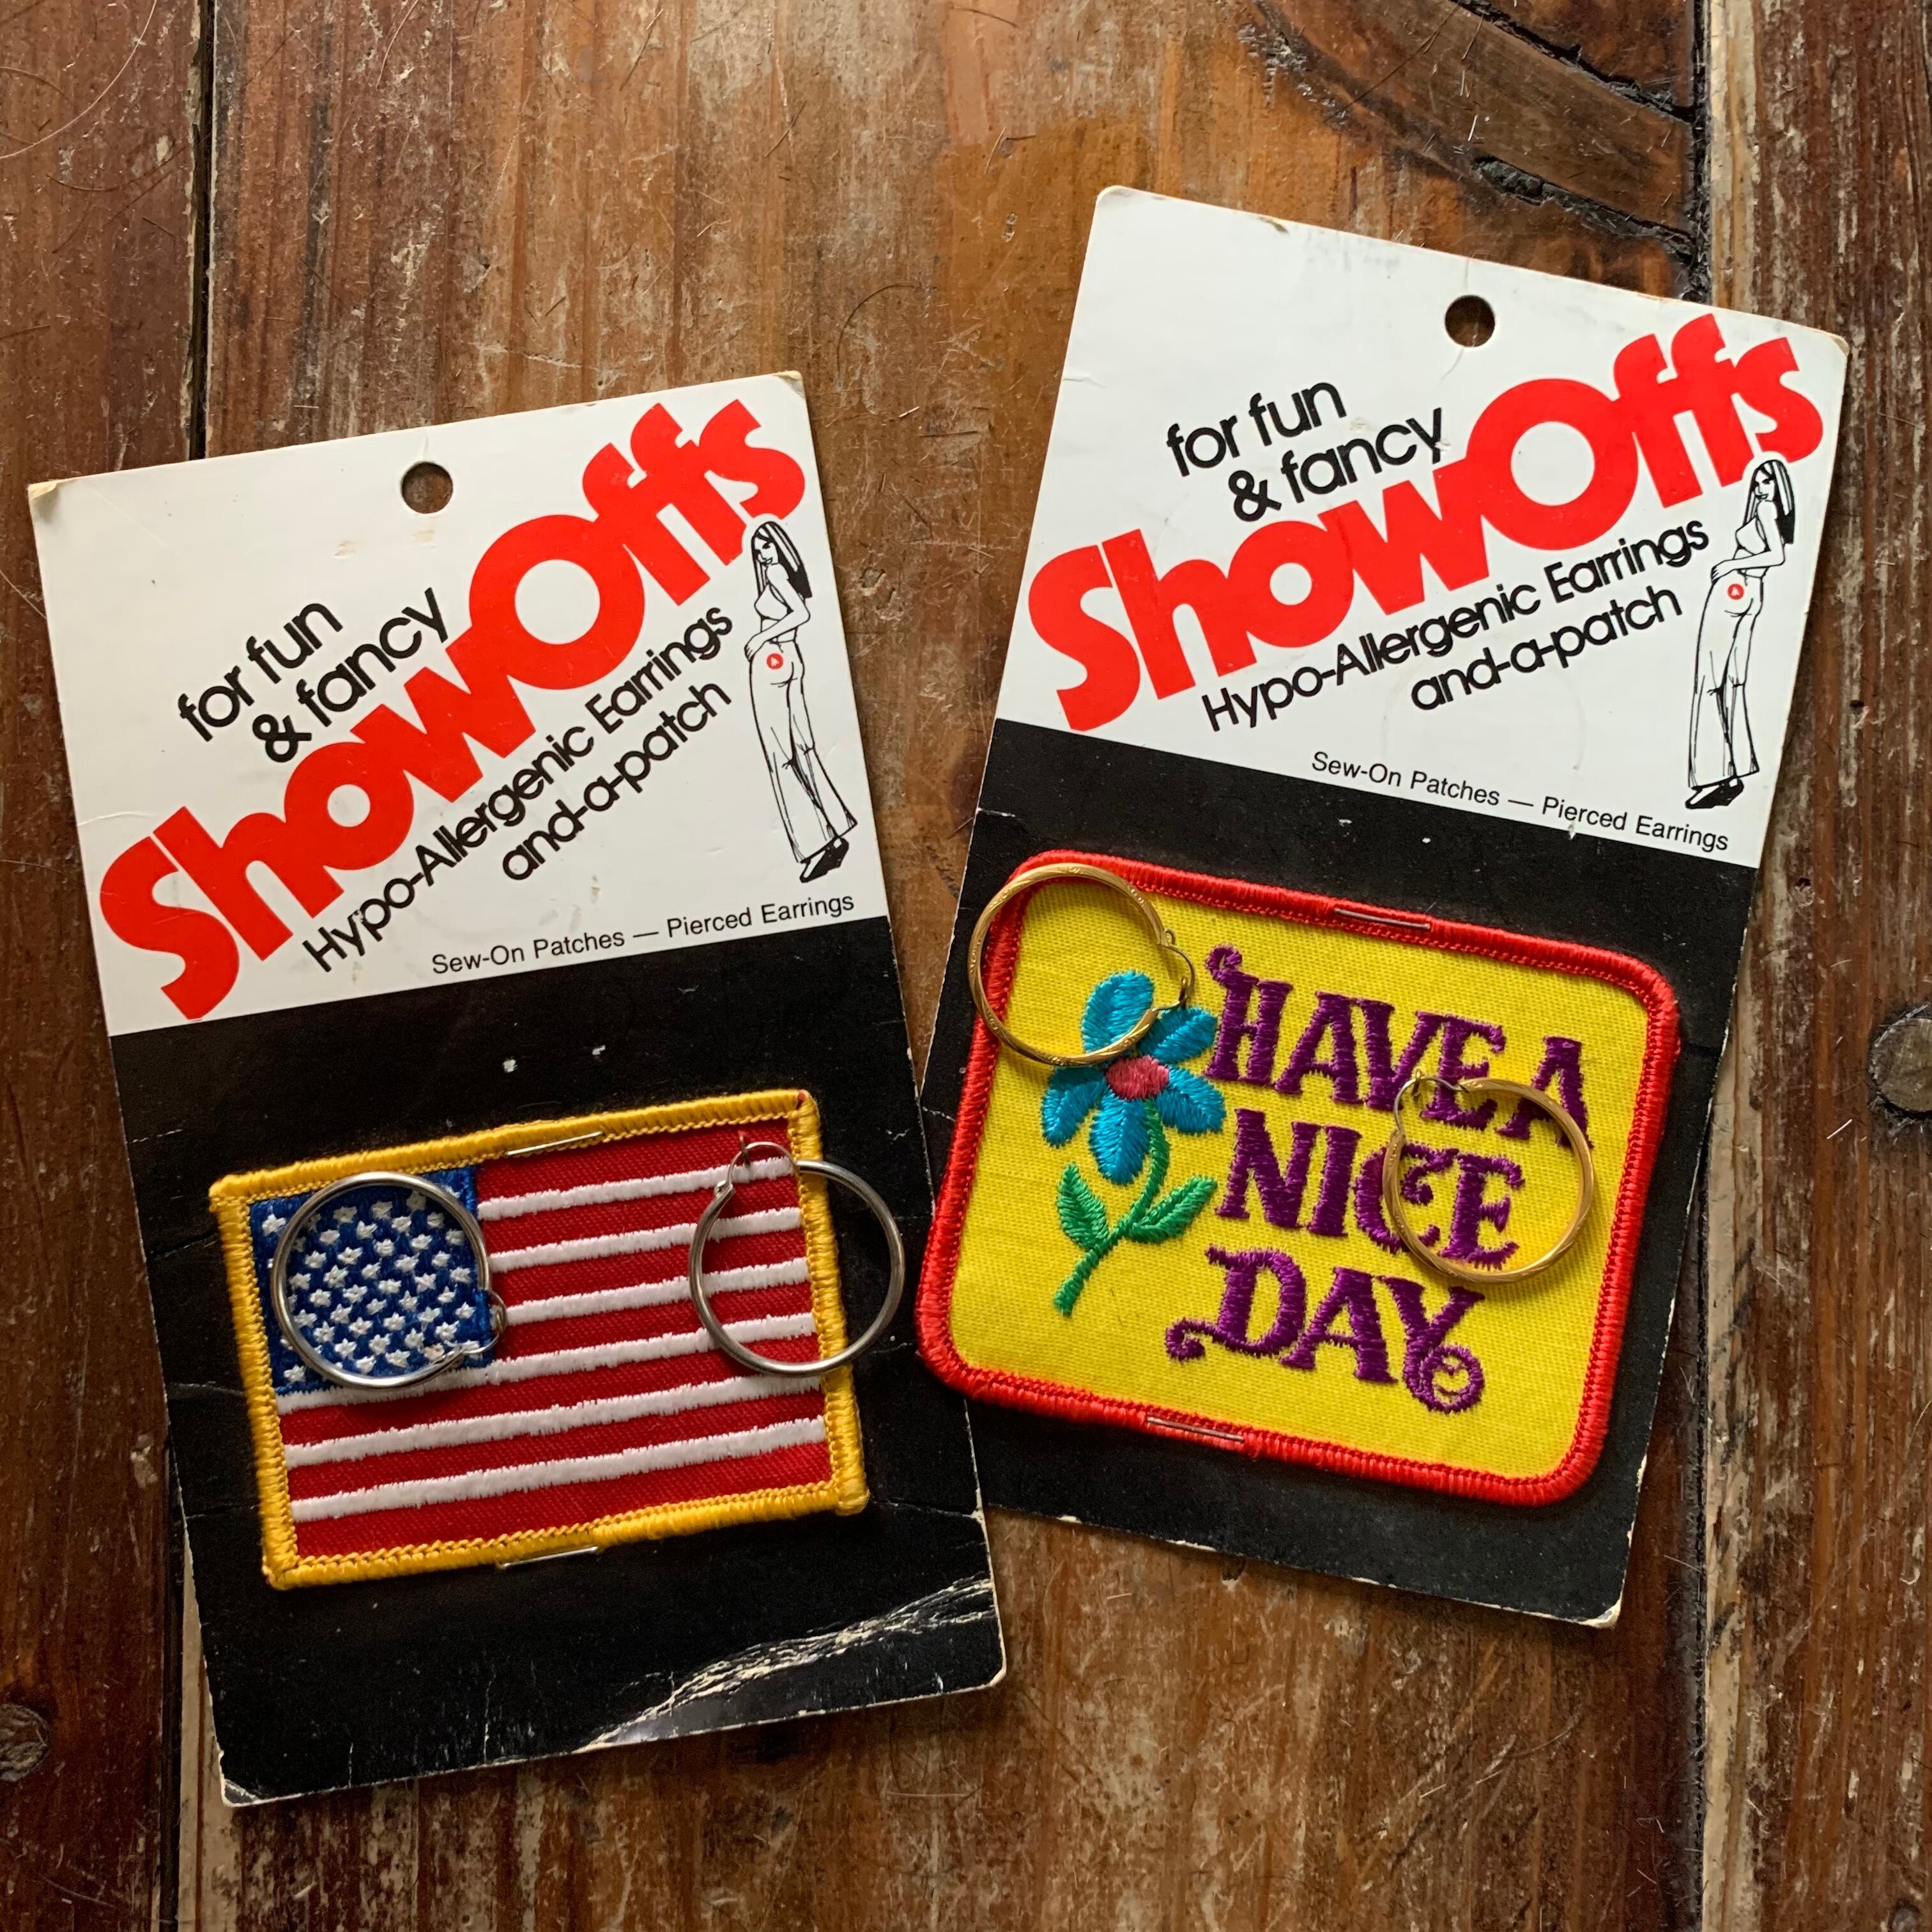 for fun
& fancy
ShowOffs
Hypo-Allergenic Earrings
and-a-patch
Sew-On Patches — Pierced Earrings
for fun
& fancy
ShowOffs
Hypo-Allergenic Earrings
and-a-patch
Sew-On Patches — Pierced Earrings
HAVE A
NICE
DAY